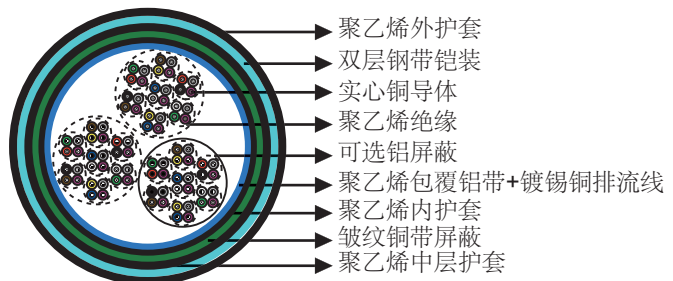 聚乙烯外护套
双层钢带铠装
实心铜导体
聚乙烯绝缘
可选铝屏蔽
聚乙烯包覆铝带+镀锡铜排流线
聚乙烯内护套
皱纹铜带屏蔽
聚乙烯中层护套